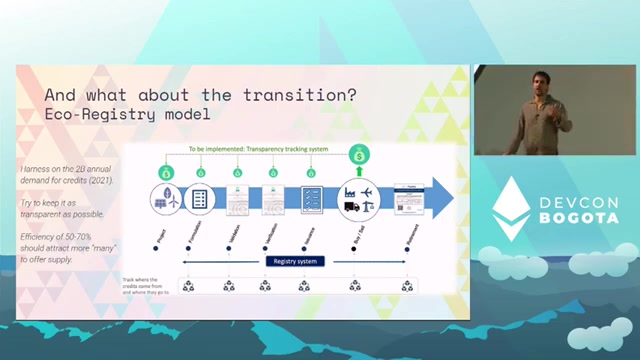 And what about the transition?
Eco-Registry model
Harness on the 2B annual
demand for credits (2021).
Try to keep it as
transparent as possible.
Efficiency of 50-70%
should attract more "many"
to offer supply.
To be implemented: Transparency tracking system
Project
Formulation
Validation
Verification
Issuance
Buy / Sell
Retirement
Registry system
Track where the
credits come from
and where they go to
DEVCON
BOGOTA